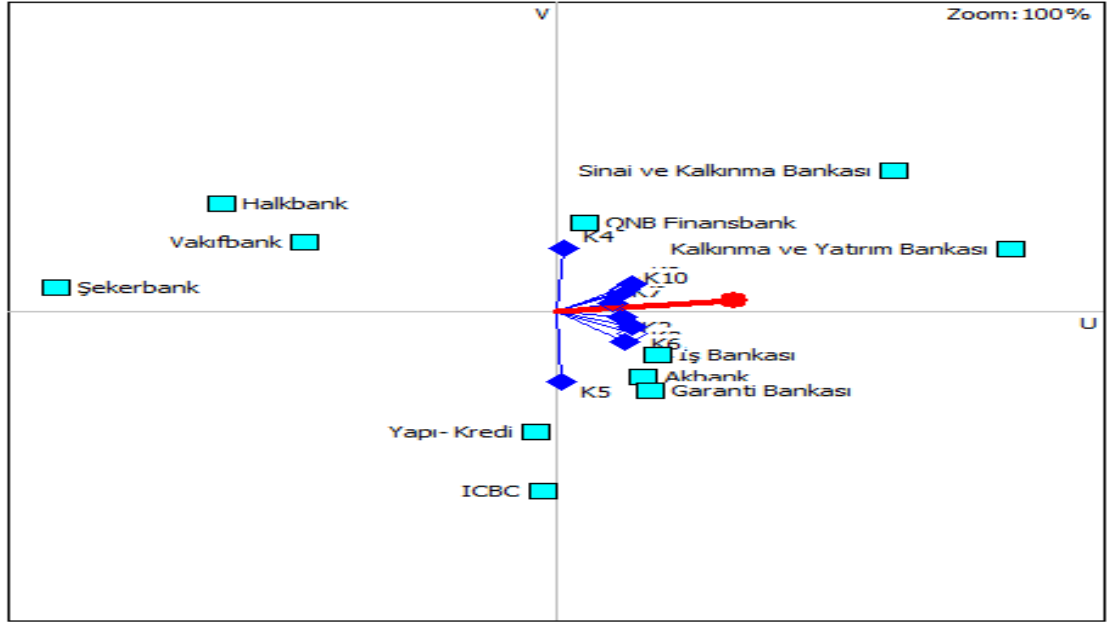 V
Zoom:100%
Sinai ve Kalkınma Bankası
Halkbank
QNB Finansbank
K4
Vakıfbank
Kalkınma ve Yatırım Bankası
K10
Şekerbank
K7
U
K6
İş Bankası
Akbank
K5
Garanti Bankası
Yapı- Kredi
ICBC